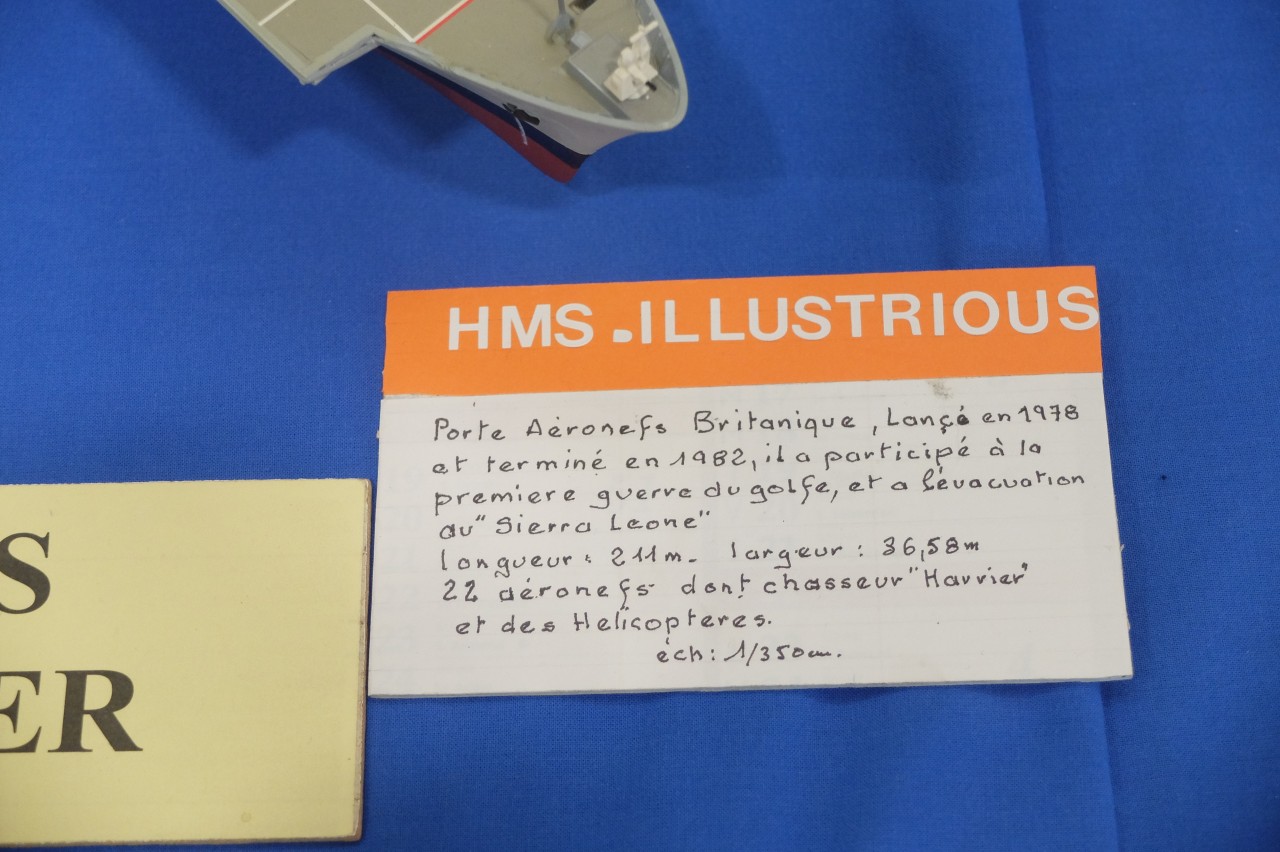 HMS.ILLUSTRIOUS
Porte Aéronefs Britanique, Lançé en 1978
et terminé en 1982, il a participé à la
premiere guerre du golfe, et a l'évacuation
au "Sierra Leone"
longueur: 211m. largeur: 36,58m
22 aéronefs dont chasseur "Harrier"
et des Helicopteres.
éch: 1/350em.
S
ER